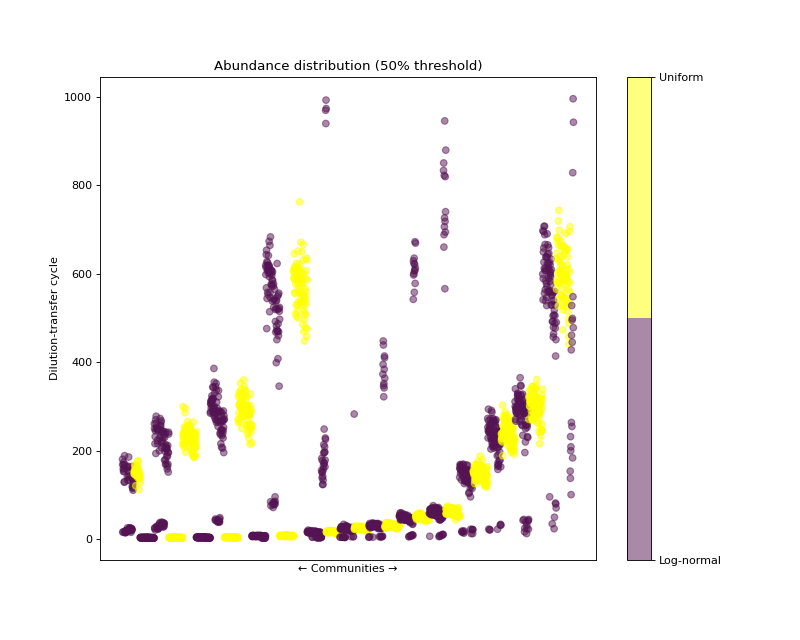 Abundance distribution (50% threshold)
Dilution-transfer cycle
1000
800
600
400
200
0
← Communities →
Uniform
Log-normal